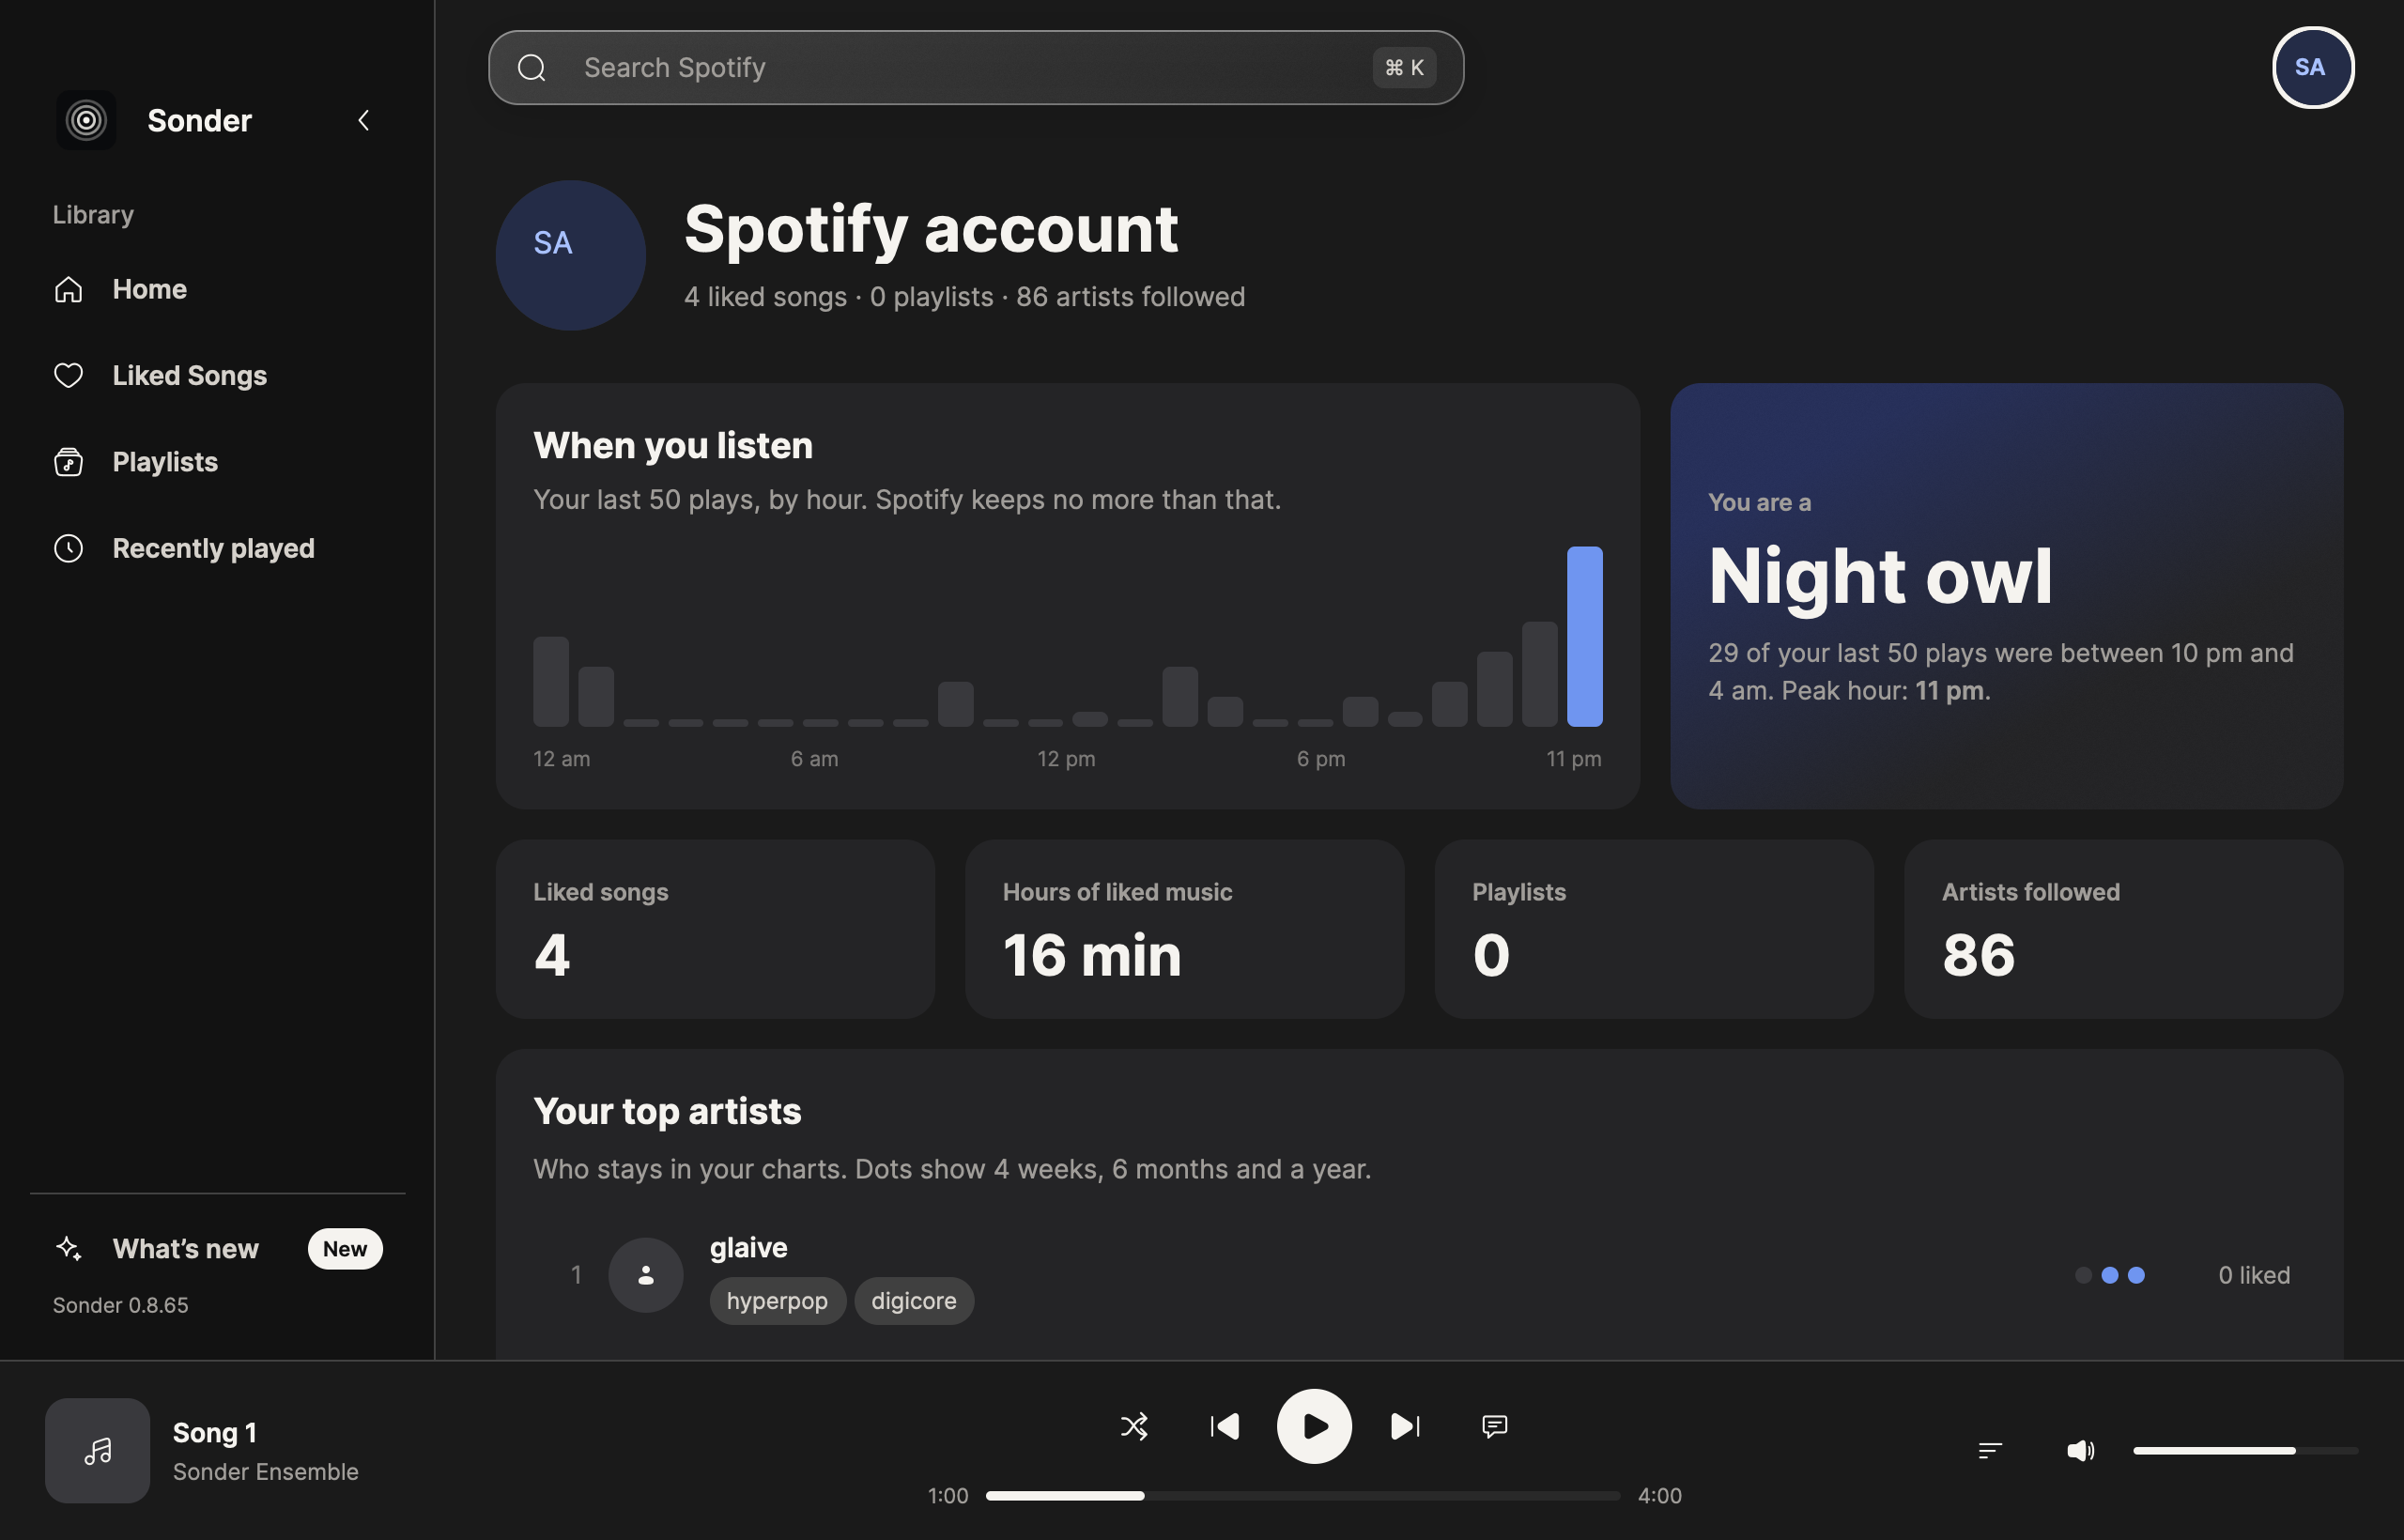 Sonder
Library
Home
Liked Songs
Playlists
Recently played
What’s new
New
Sonder 0.8.65
Search Spotify
⌘ K
SA
SA
Spotify account
4 liked songs · 0 playlists · 86 artists followed
When you listen
Your last 50 plays, by hour. Spotify keeps no more than that.
12 am
6 am
12 pm
6 pm
11 pm
You are a
Night owl
29 of your last 50 plays were between 10 pm and
4 am. Peak hour: 11 pm.
Liked songs
4
Hours of liked music
16 min
Playlists
0
Artists followed
86
Your top artists
Who stays in your charts. Dots show 4 weeks, 6 months and a year.
1
glaive
hyperpop
digicore
0 liked
Song 1
Sonder Ensemble
1:00
4:00